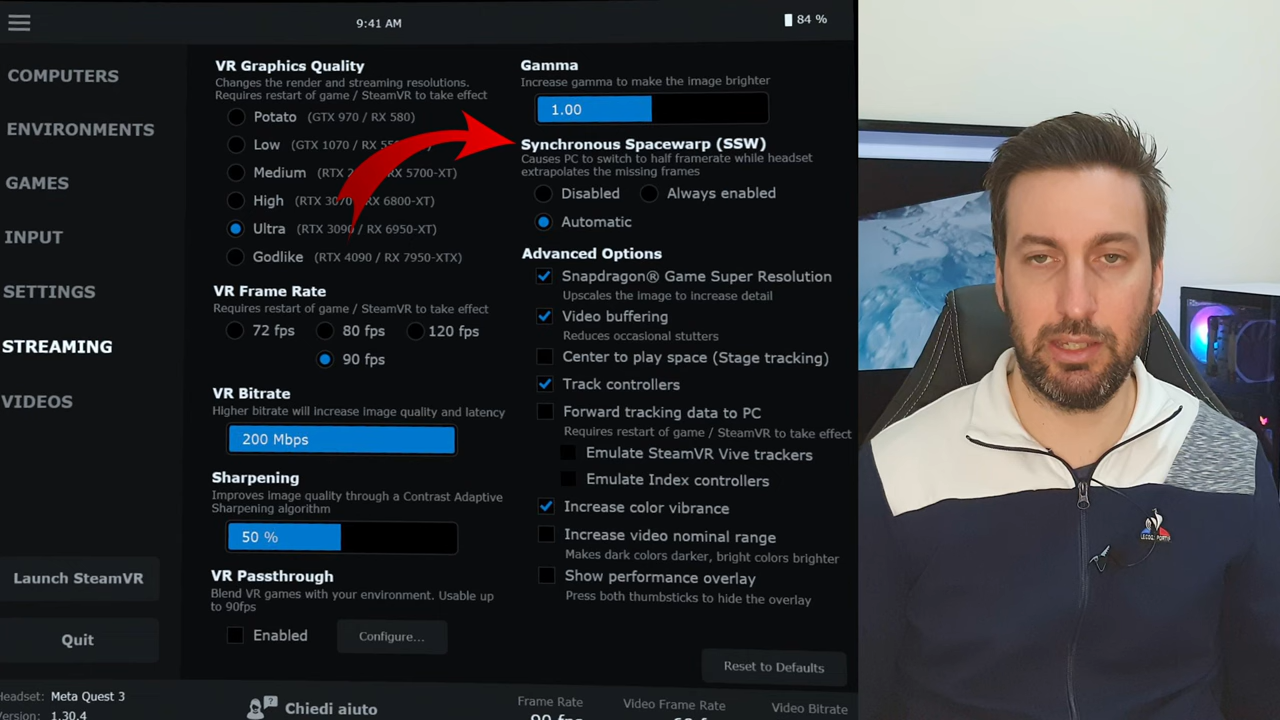 9:41 AM
84 %
COMPUTERS
ENVIRONMENTS
GAMES
INPUT
SETTINGS
STREAMING
VIDEOS
Launch SteamVR
Quit
VR Graphics Quality
Changes the render and streaming resolutions.
Requires restart of game / SteamVR to take effect
Potato (GTX 970 / RX 580)
Low (GTX 1070 / RX
Medium (RTX RX 5700-XT)
High (RTX 3070 / RX 6800-XT)
Ultra (RTX 3090 / RX 6950-XT)
Godlike (RTX 4090 / RX 7950-XTX)
VR Frame Rate
Requires restart of game / SteamVR to take effect
72 fps 80 fps 120 fps
90 fps
VR Bitrate
Higher bitrate will increase image quality and latency
200 Mbps
Sharpening
Improves image quality through a Contrast Adaptive
Sharpening algorithm
50 %
VR Passthrough
Blend VR games with your environment. Usable up
to 90fps
Enabled Configure...
Gamma
Increase gamma to make the image brighter
1.00
Synchronous Spacewarp (SSW)
Causes PC to switch to half framerate while headset
extrapolates the missing frames
Disabled Always enabled
Automatic
Advanced Options
Snapdragon® Game Super Resolution
Upscales the image to increase detail
Video buffering
Reduces occasional stutters
Center to play space (Stage tracking)
Track controllers
Forward tracking data to PC
Requires restart of game / SteamVR to take effect
Emulate SteamVR Vive trackers
Emulate Index controllers
Increase color vibrance
Increase video nominal range
Makes dark colors darker, bright colors brighter
Show performance overlay
Press both thumbsticks to hide the overlay
Reset to Defaults
Headset: Meta Quest 3
Version: 1.30.4
Chiedi aiuto
Frame Rate
90 fps
Video Frame Rate
Video Bitrate